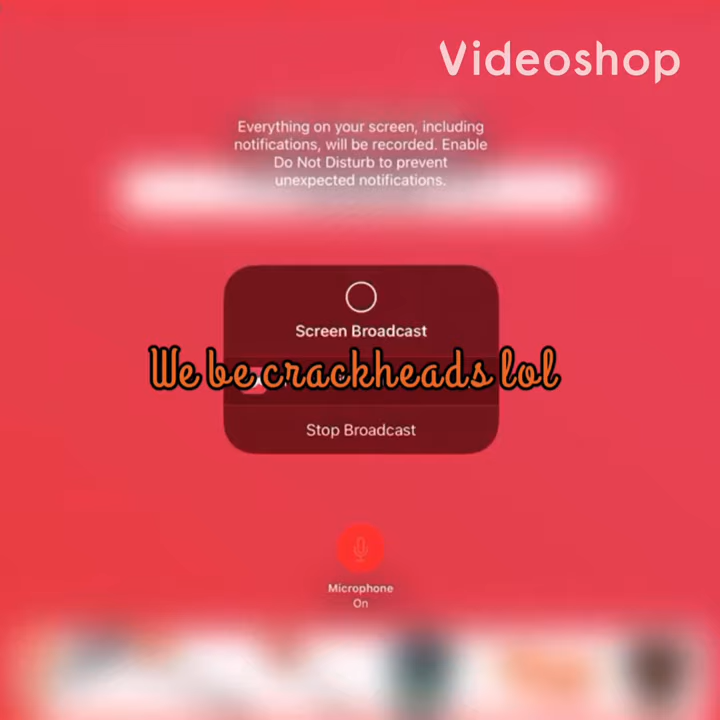 Videoshop
Everything on your screen, including
notifications, will be recorded. Enable
Do Not Disturb to prevent
unexpected notifications.
Screen Broadcast
We be crackheads lol
Stop Broadcast
Microphone
On